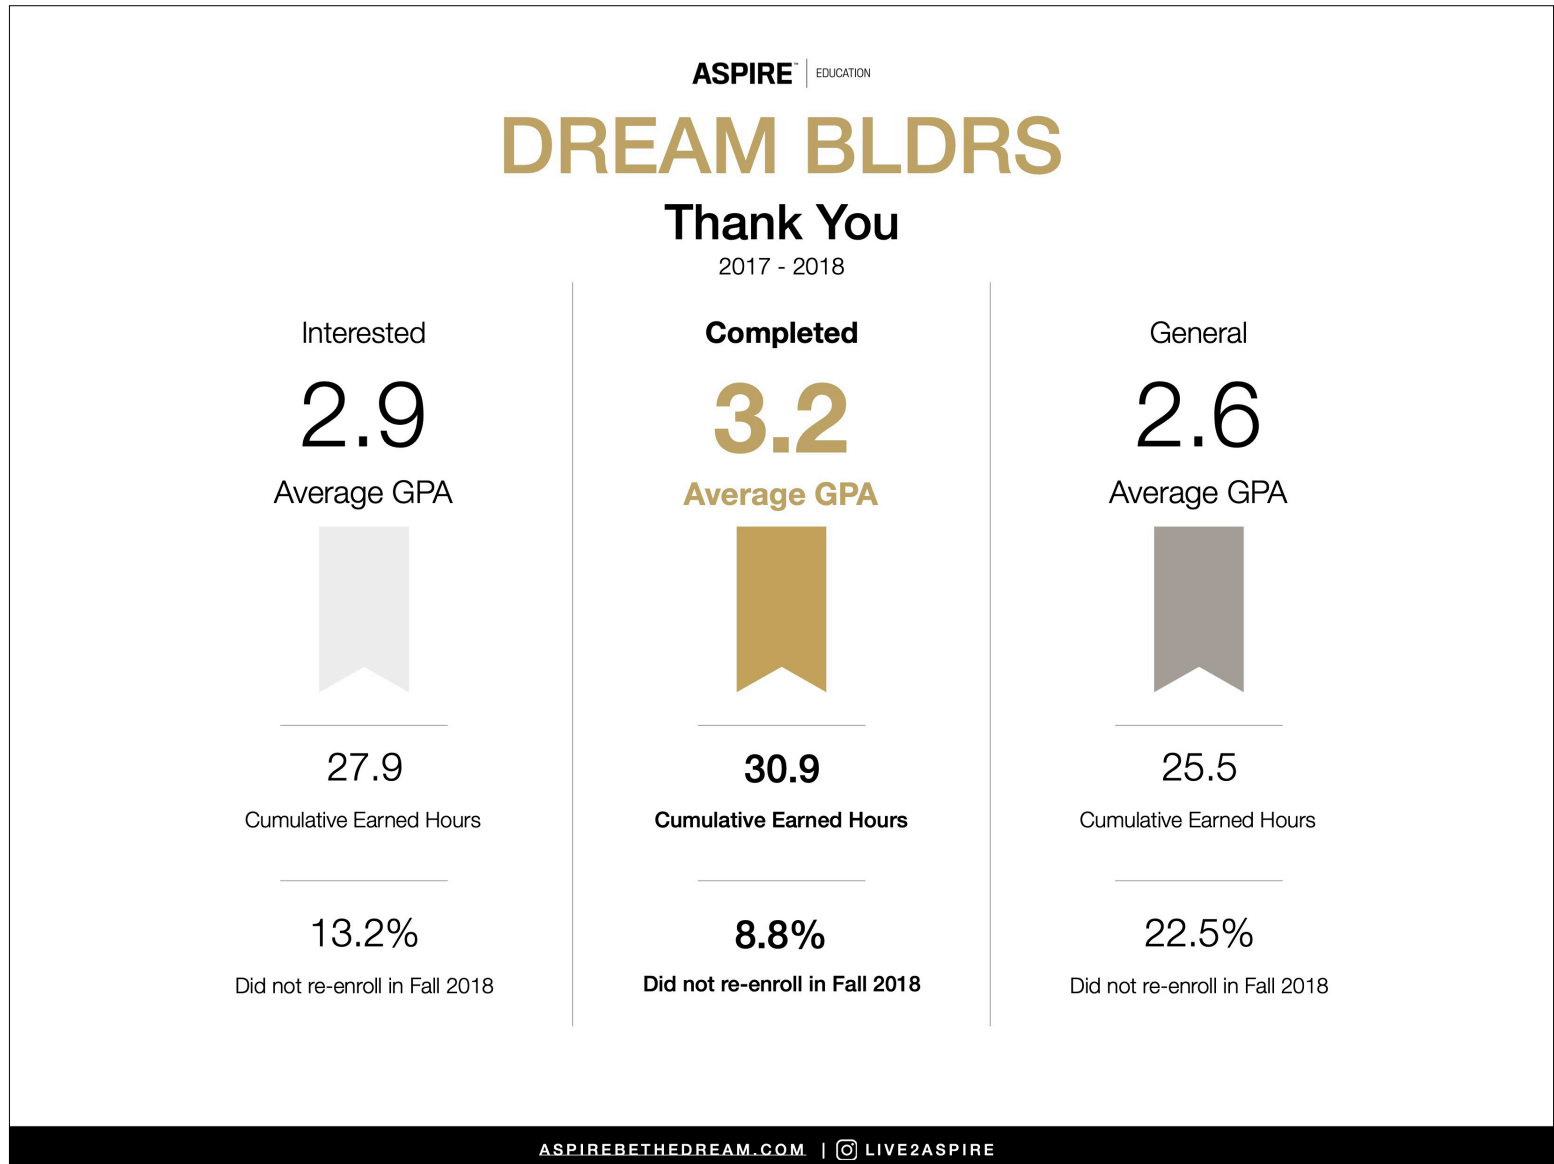 ASPIRE™ | EDUCATION
DREAM BLDRS
Thank You
2017 - 2018
Interested
2.9
Average GPA
27.9
Cumulative Earned Hours
13.2%
Did not re-enroll in Fall 2018
Completed
3.2
Average GPA
30.9
Cumulative Earned Hours
8.8%
Did not re-enroll in Fall 2018
General
2.6
Average GPA
25.5
Cumulative Earned Hours
22.5%
Did not re-enroll in Fall 2018
ASPIREBETHEDREAM.COM | LIVE2ASPIRE